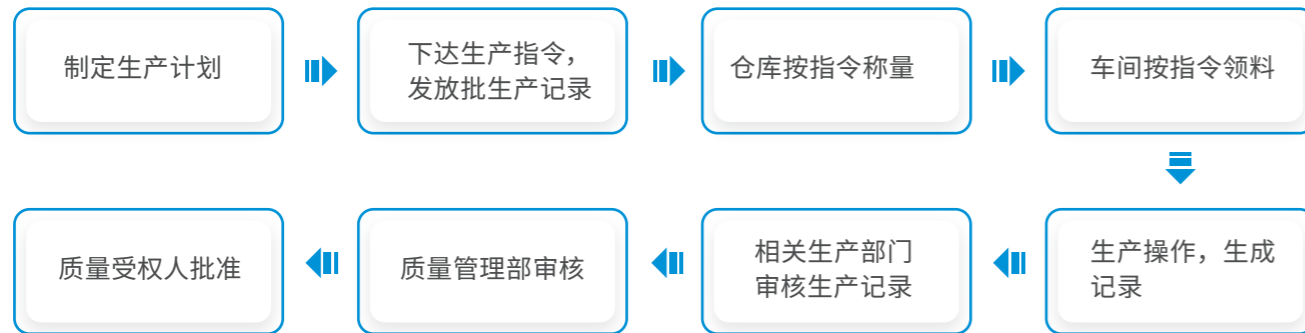 制定生产计划
下达生产指令，
发放批生产记录
仓库按指令称量
车间按指令领料
生产操作，生成
记录
相关生产部门
审核生产记录
质量管理部审核
质量受权人批准